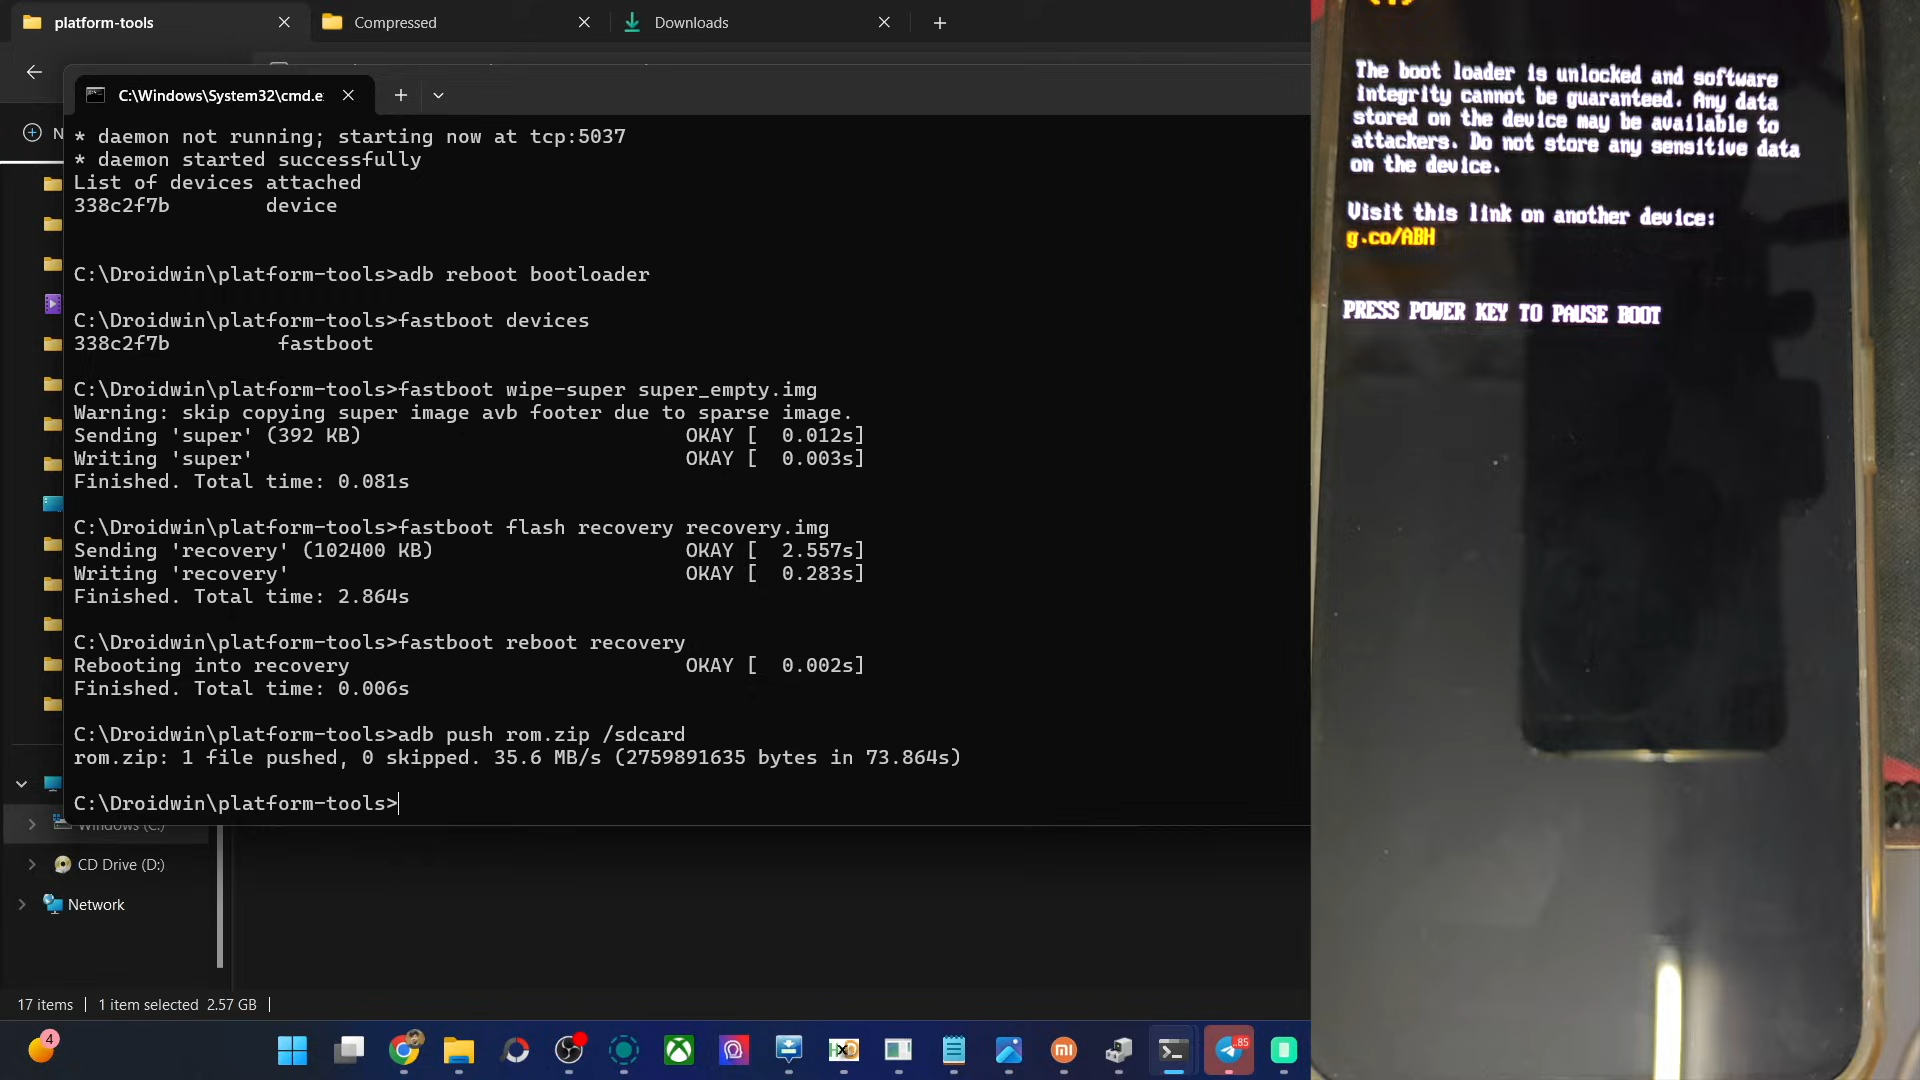 platform-tools
Compressed
Downloads
C:\Windows\System32\cmd.e
N
* daemon not running; starting now at tcp:5037
* daemon started successfully
List of devices attached
338c2f7b        device
C:\Droidwin\platform-tools>adb reboot bootloader
C:\Droidwin\platform-tools>fastboot devices
338c2f7b         fastboot
C:\Droidwin\platform-tools>fastboot wipe-super super_empty.img
Warning: skip copying super image avb footer due to sparse image.
Sending 'super' (392 KB)                           OKAY [  0.012s]
Writing 'super'                                    OKAY [  0.003s]
Finished. Total time: 0.081s
C:\Droidwin\platform-tools>fastboot flash recovery recovery.img
Sending 'recovery' (102400 KB)                     OKAY [  2.557s]
Writing 'recovery'                                 OKAY [  0.283s]
Finished. Total time: 2.864s
C:\Droidwin\platform-tools>fastboot reboot recovery
Rebooting into recovery                            OKAY [  0.002s]
Finished. Total time: 0.006s
C:\Droidwin\platform-tools>adb push rom.zip /sdcard
rom.zip: 1 file pushed, 0 skipped. 35.6 MB/s (2759891635 bytes in 73.864s)
C:\Droidwin\platform-tools>
Windows (C:)
CD Drive (D:)
Network
17 items
1 item selected 2.57 GB
4
.85
The boot loader is unlocked and software
integrity cannot be guaranteed. Any data
stored on the device may be available to
attackers. Do not store any sensitive data
on the device.
Visit this link on another device:
g.co/ABH
PRESS POWER KEY TO PAUSE BOOT